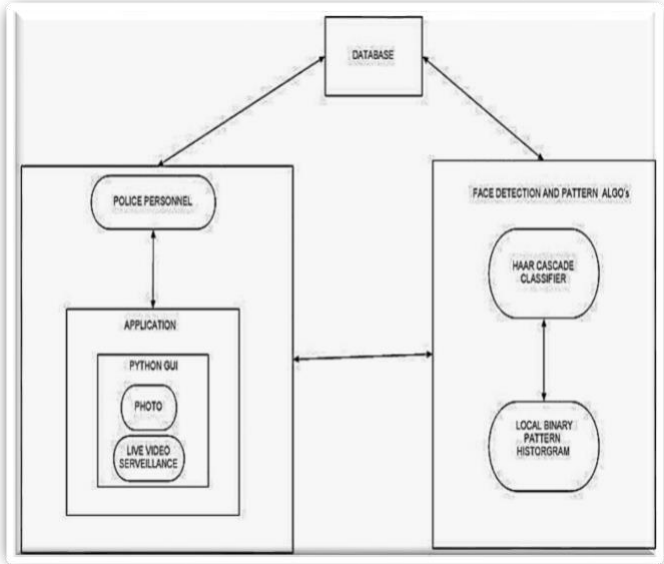 DATABASE
POLICE PERSONNEL
APPLICATION
PYTHON GUI
PHOTO
LIVE VIDEO
SERVEILLANCE
FACE DETECTION AND PATTERN ALGO's
HAAR CASCADE
CLASSIFIER
LOCAL BINARY
PATTERN
HISTORGRAM